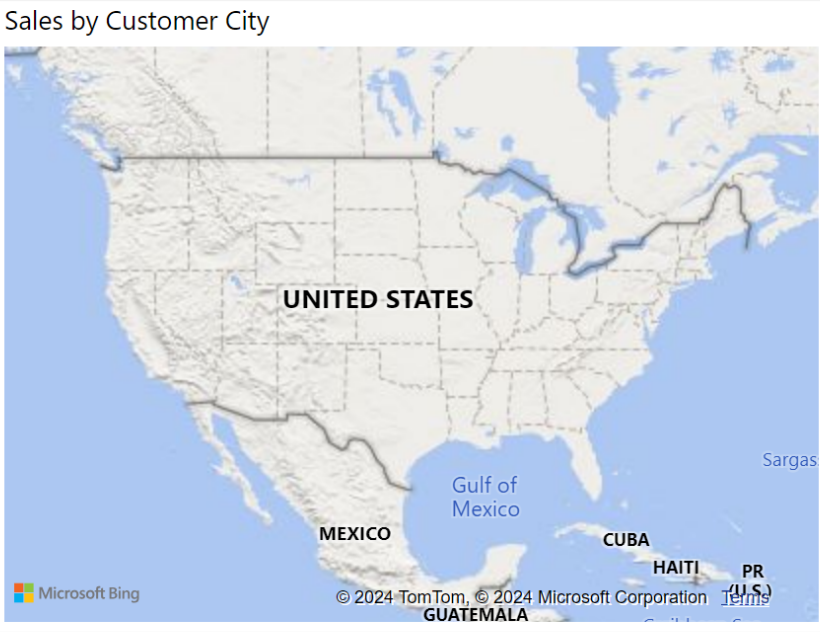 Sales by Customer City
UNITED STATES
Sargas
Gulf of
Mexico
MEXICO
CUBA
HAITI
PR
(U.S.)
Microsoft Bing
© 2024 TomTom, © 2024 Microsoft Corporation Terms
GUATEMALA